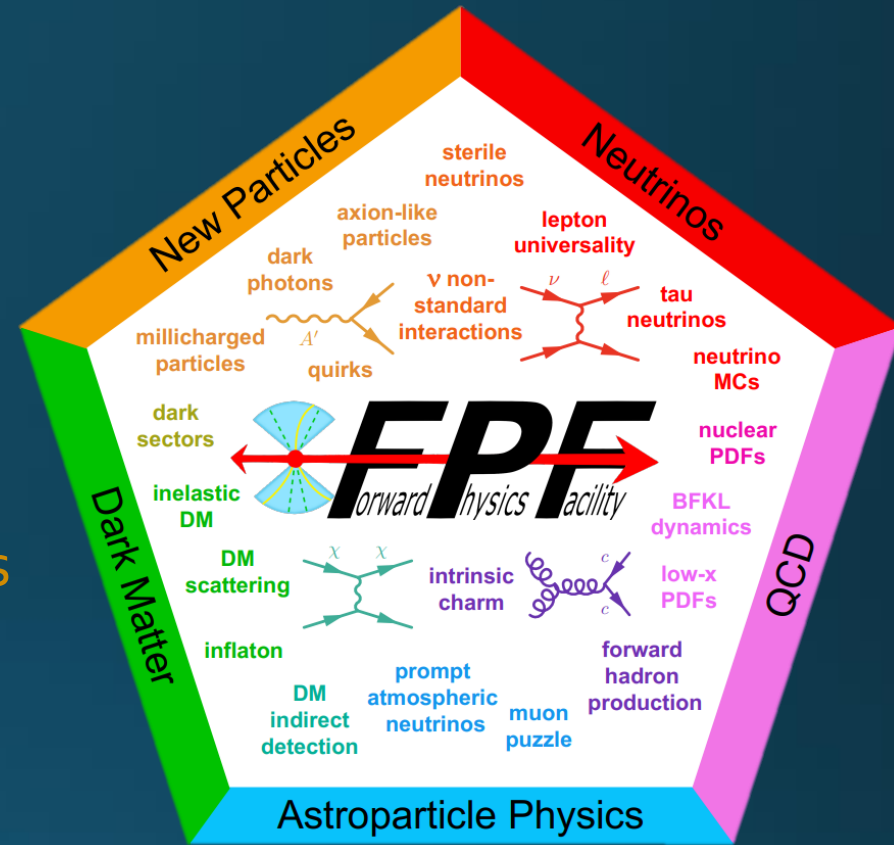 New Particles
Neutrinos
sterile
neutrinos
axion-like
particles
lepton
universality
dark
photons
ν non-
standard
interactions
ν
ℓ
tau
neutrinos
millicharged
particles
A′
quirks
neutrino
MCs
dark
sectors
FPF
Forward Physics Facility
nuclear
PDFs
inelastic
DM
BFKL
dynamics
Dark Matter
QCD
DM
scattering
χ
χ
intrinsic
charm
c
c
low-x
PDFs
s
inflaton
forward
hadron
production
prompt
atmospheric
neutrinos
DM
indirect
detection
muon
puzzle
Astroparticle Physics